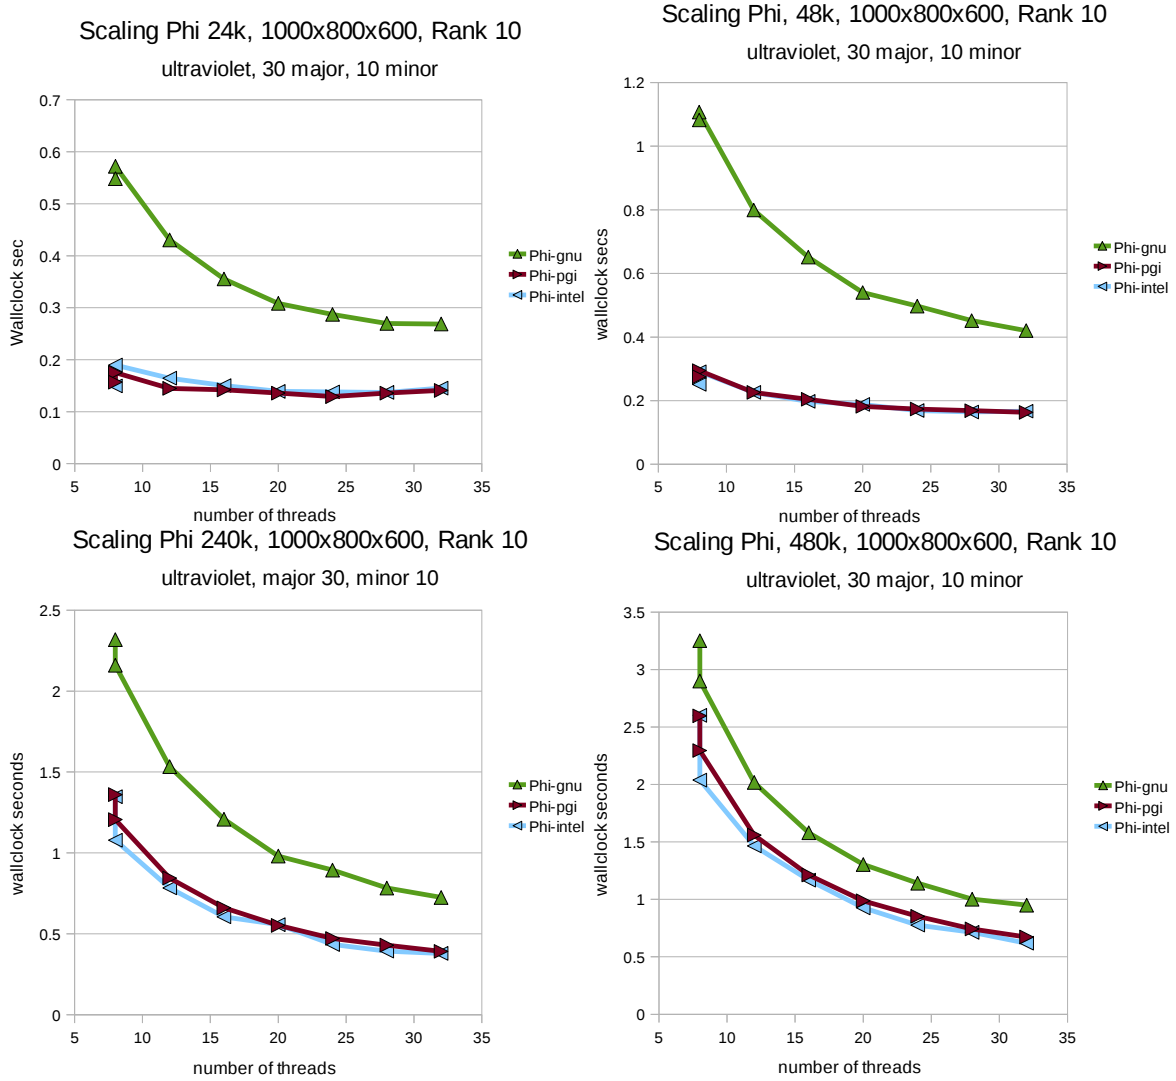 Scaling Phi 24k, 1000x800x600, Rank 10
ultraviolet, 30 major, 10 minor
Wallclock sec
0.7
0.6
0.5
0.4
0.3
0.2
0.1
0
5 10 15 20 25 30 35
number of threads
Phi-gnu
Phi-pgi
Phi-intel
Scaling Phi, 48k, 1000x800x600, Rank 10
ultraviolet, 30 major, 10 minor
wallclock secs
1.2
1
0.8
0.6
0.4
0.2
0
5 10 15 20 25 30 35
number of threads
Phi-gnu
Phi-pgi
Phi-intel
Scaling Phi 240k, 1000x800x600, Rank 10
ultraviolet, major 30, minor 10
wallclock seconds
2.5
2
1.5
1
0.5
0
5 10 15 20 25 30 35
number of threads
Phi-gnu
Phi-pgi
Phi-intel
Scaling Phi, 480k, 1000x800x600, Rank 10
ultraviolet, 30 major, 10 minor
wallclock seconds
3.5
3
2.5
2
1.5
1
0.5
0
5 10 15 20 25 30 35
number of threads
Phi-gnu
Phi-pgi
Phi-intel